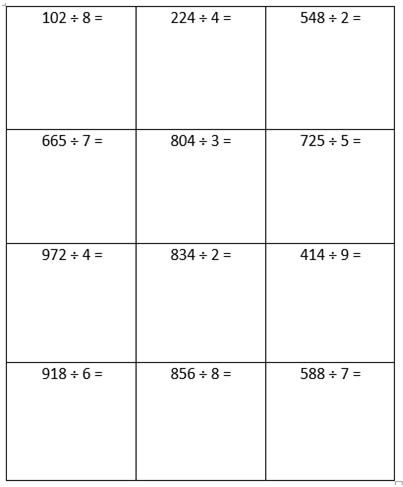 102 ÷ 8 =
224 ÷ 4 =
548 ÷ 2 =
665 ÷ 7 =
804 ÷ 3 =
725 ÷ 5 =
972 ÷ 4 =
834 ÷ 2 =
414 ÷ 9 =
918 ÷ 6 =
856 ÷ 8 =
588 ÷ 7 =